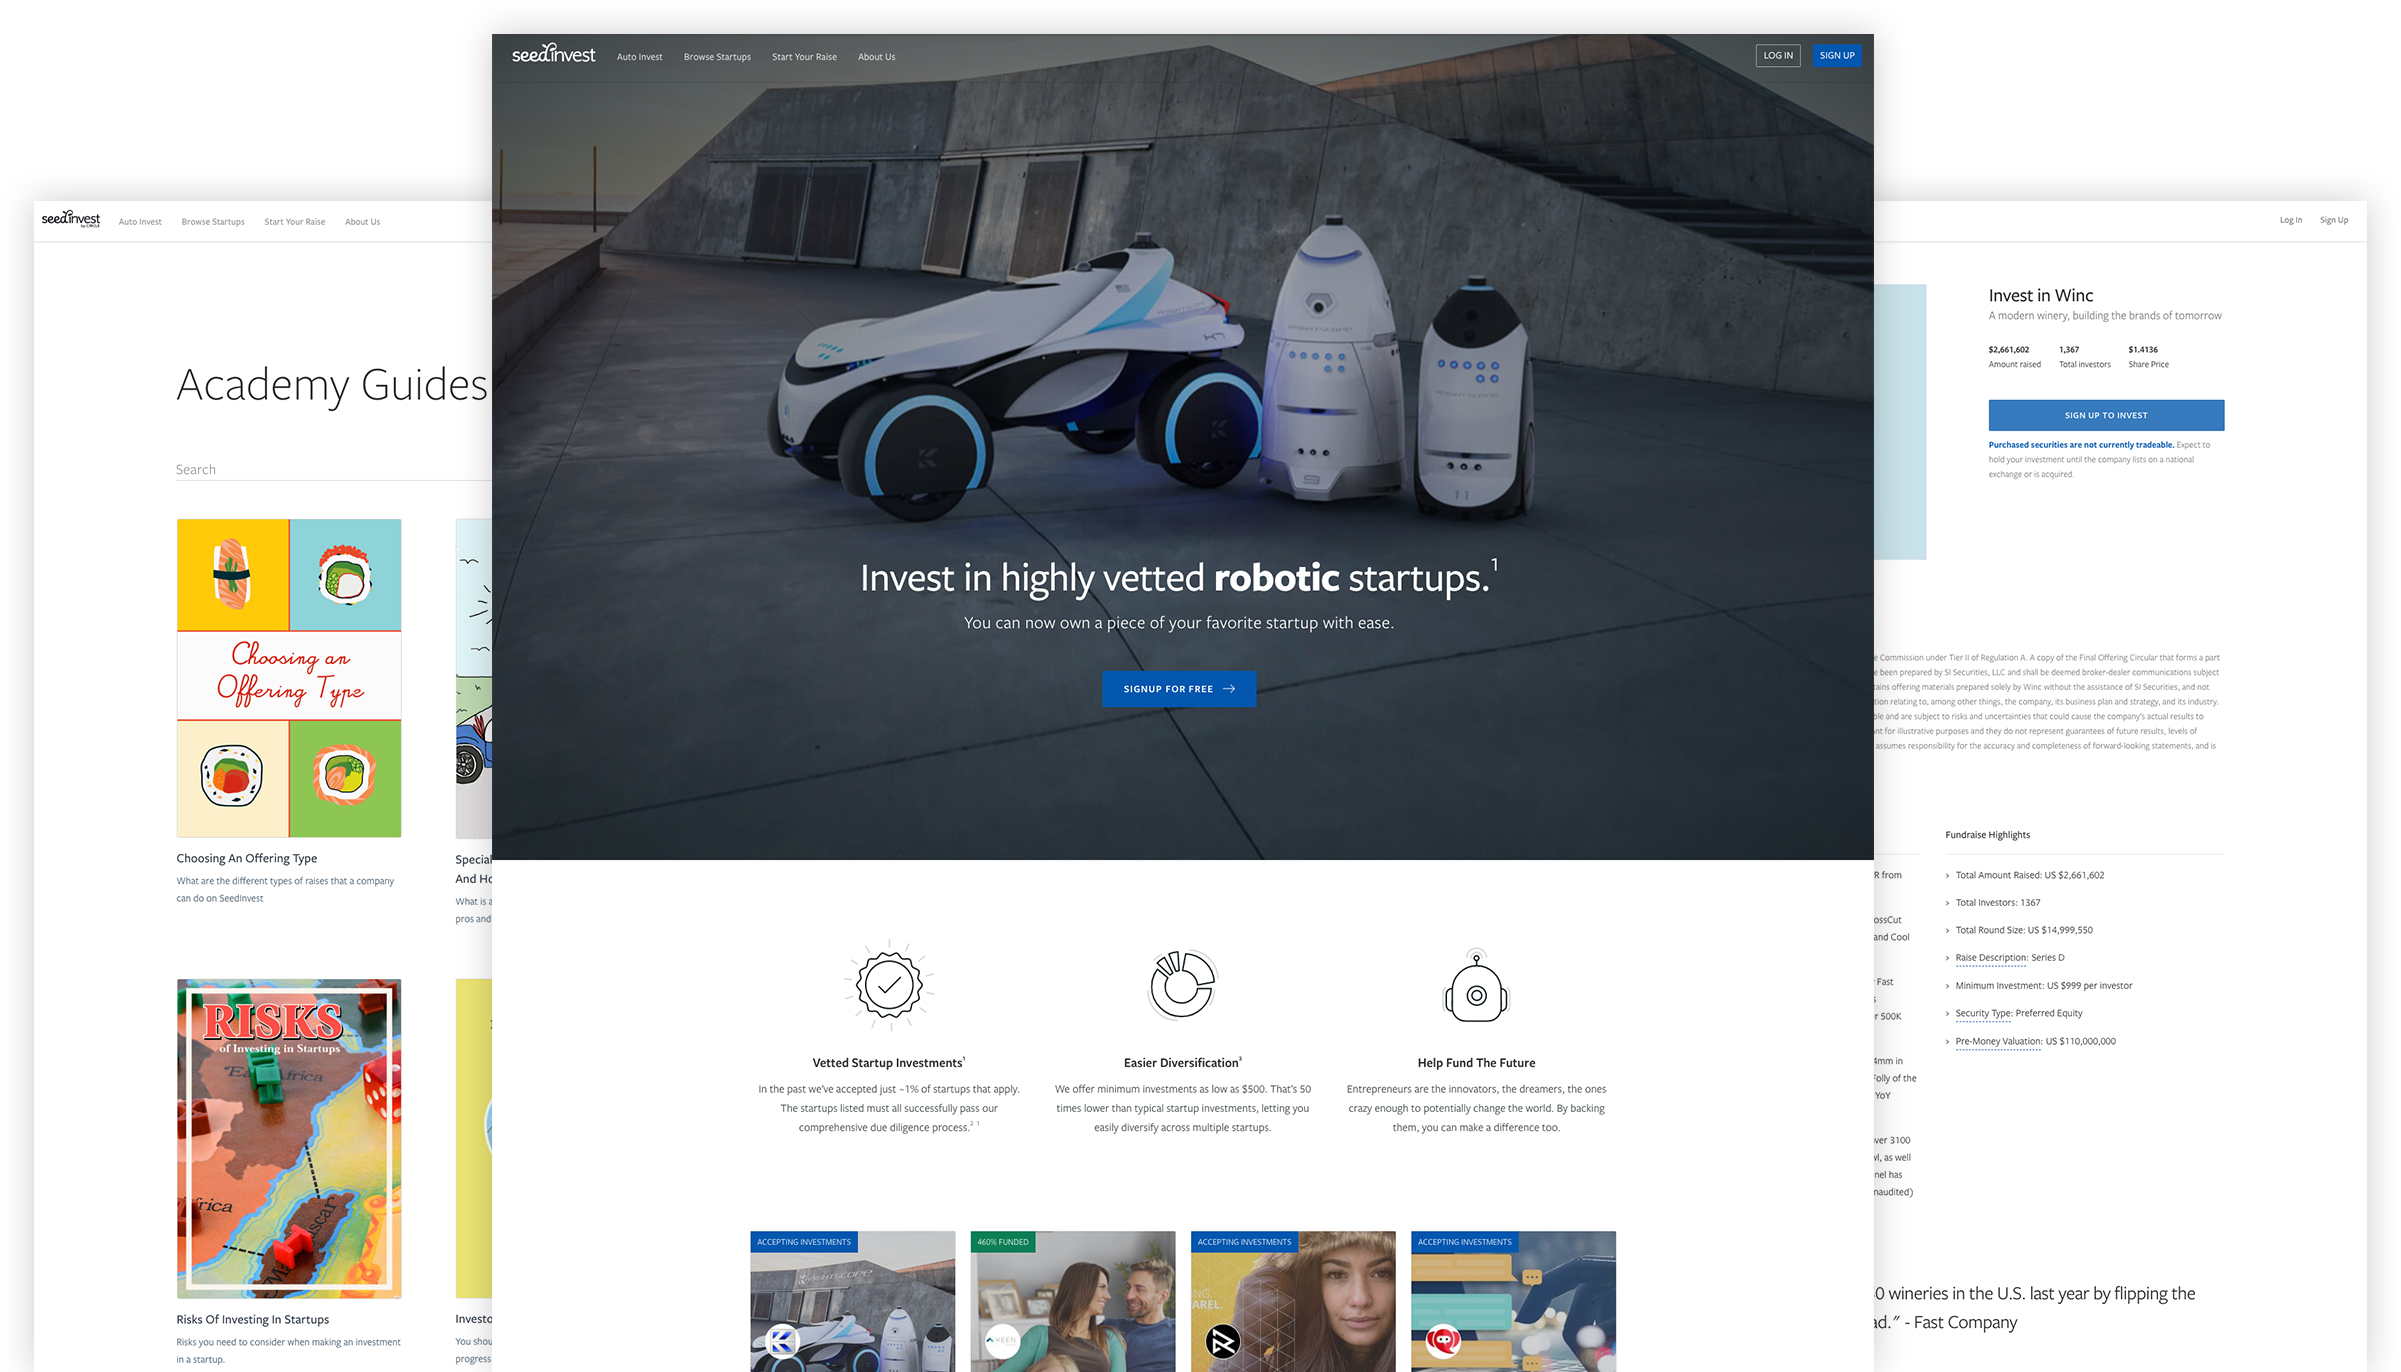 seedinvest
by CIRCLE
Auto Invest
Browse Startups
Start Your Raise
About Us
Academy Guides
Search
Choosing an
Offering Type
Choosing An Offering Type
What are the different types of raises that a company
can do on SeedInvest
Special
What is a
pros and
RISKS
of Investing in Startups
East Africa
Risks Of Investing In Startups
Risks you need to consider when making an investment
in a startup.
Investo
You shou
progress
seedinvest
Auto Invest
Browse Startups
Start Your Raise
About Us
LOG IN
SIGN UP
KNIGHTSCOPE
K7
Invest in highly vetted robotic startups.¹
You can now own a piece of your favorite startup with ease.
SIGNUP FOR FREE →
Vetted Startup Investments¹
In the past we've accepted just ~1% of startups that apply.
The startups listed must all successfully pass our
comprehensive due diligence process.² ¹
Easier Diversification³
We offer minimum investments as low as $500. That's 50
times lower than typical startup investments, letting you
easily diversify across multiple startups.
Help Fund The Future
Entrepreneurs are the innovators, the dreamers, the ones
crazy enough to potentially change the world. By backing
them, you can make a difference too.
ACCEPTING INVESTMENTS
KNIGHTSCOPE
460% FUNDED
KEEN
ACCEPTING INVESTMENTS
AREL.
ACCEPTING INVESTMENTS
Log In
Sign Up
Invest in Winc
A modern winery, building the brands of tomorrow
$2,661,602
Amount raised
1,367
Total investors
$1.4136
Share Price
SIGN UP TO INVEST
Purchased securities are not currently tradeable. Expect to
hold your investment until the company lists on a national
exchange or is acquired.
e Commission under Tier II of Regulation A. A copy of the Final Offering Circular that forms a part
e been prepared by SI Securities, LLC and shall be deemed broker-dealer communications subject
tains offering materials prepared solely by Winc without the assistance of SI Securities, and not
tion relating to, among other things, the company, its business plan and strategy, and its industry.
ble and are subject to risks and uncertainties that could cause the company's actual results to
nt for illustrative purposes and they do not represent guarantees of future results, levels of
assumes responsibility for the accuracy and completeness of forward-looking statements, and is
R from
ossCut
and Cool
Fast
r 500K
4mm in
Folly of the
YoY
ver 3100
vl, as well
nel has
naudited)
Fundraise Highlights
Total Amount Raised: US $2,661,602
Total Investors: 1367
Total Round Size: US $14,999,550
Raise Description: Series D
Minimum Investment: US $999 per investor
Security Type: Preferred Equity
Pre-Money Valuation: US $110,000,000
0 wineries in the U.S. last year by flipping the
ad." - Fast Company